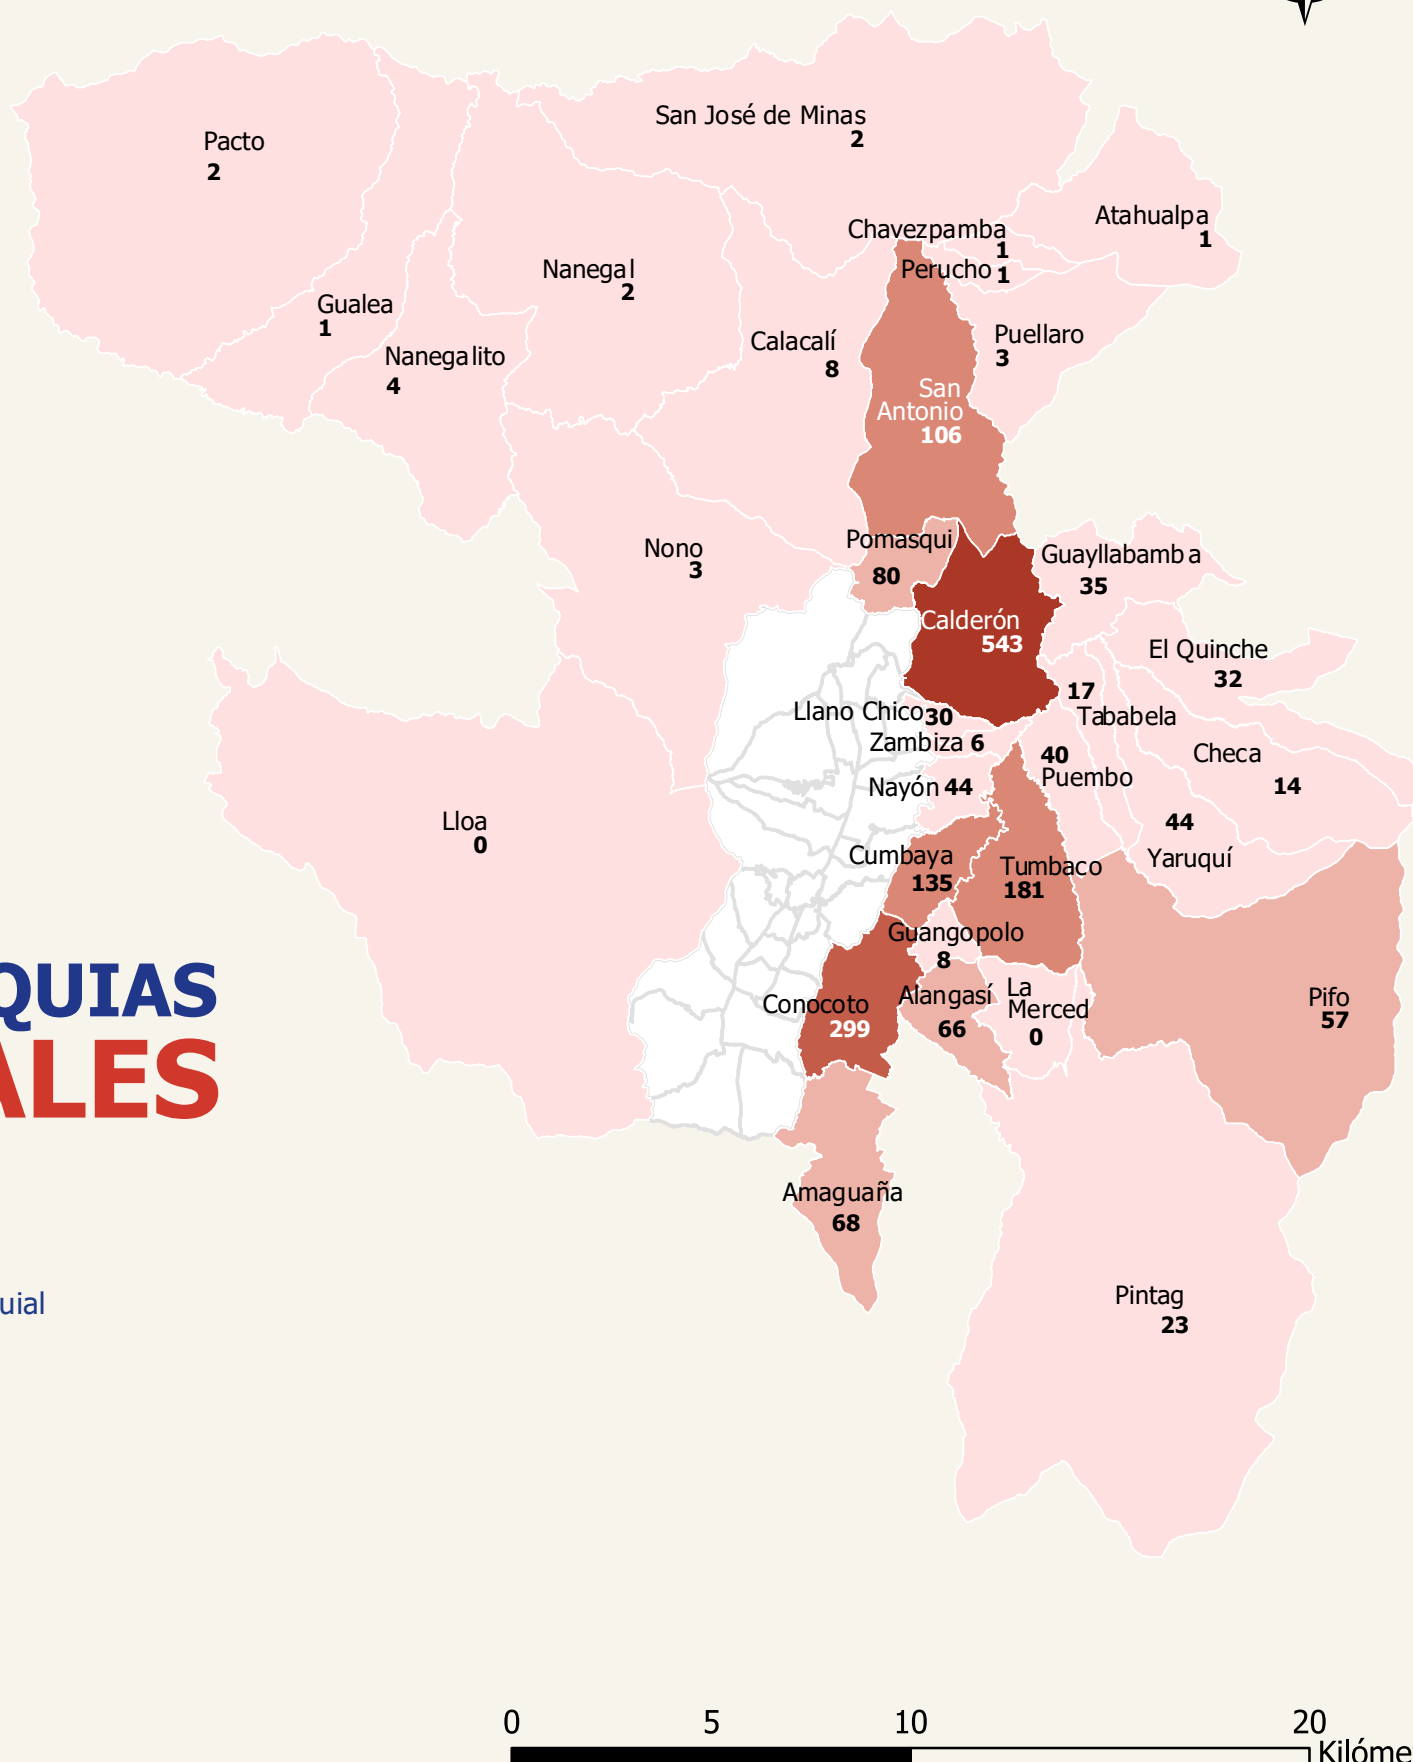 San José de Minas
2
Pacto
2
Atahualpa
1
Chavezpamba
1
Perucho 1
Nanegal
2
Gualea
1
Puellaro
3
Calacalí
8
Nanegalito
4
San
Antonio
106
Pomasqui
80
Nono
3
Guayllabamba
35
Calderón
543
El Quinche
32
17
Tababela
Llano Chico 30
Zambiza 6
40
Puembo
Checa
14
Nayón 44
Lloa
0
44
Yaruquí
Cumbaya
135
Tumbaco
181
Guangopolo
8
QUIAS
ALES
Conocoto
299
Alangasí
66
La
Merced
0
Pifo
57
Amaguaña
68
uial
Pintag
23
0 5 10 20
Kilóme